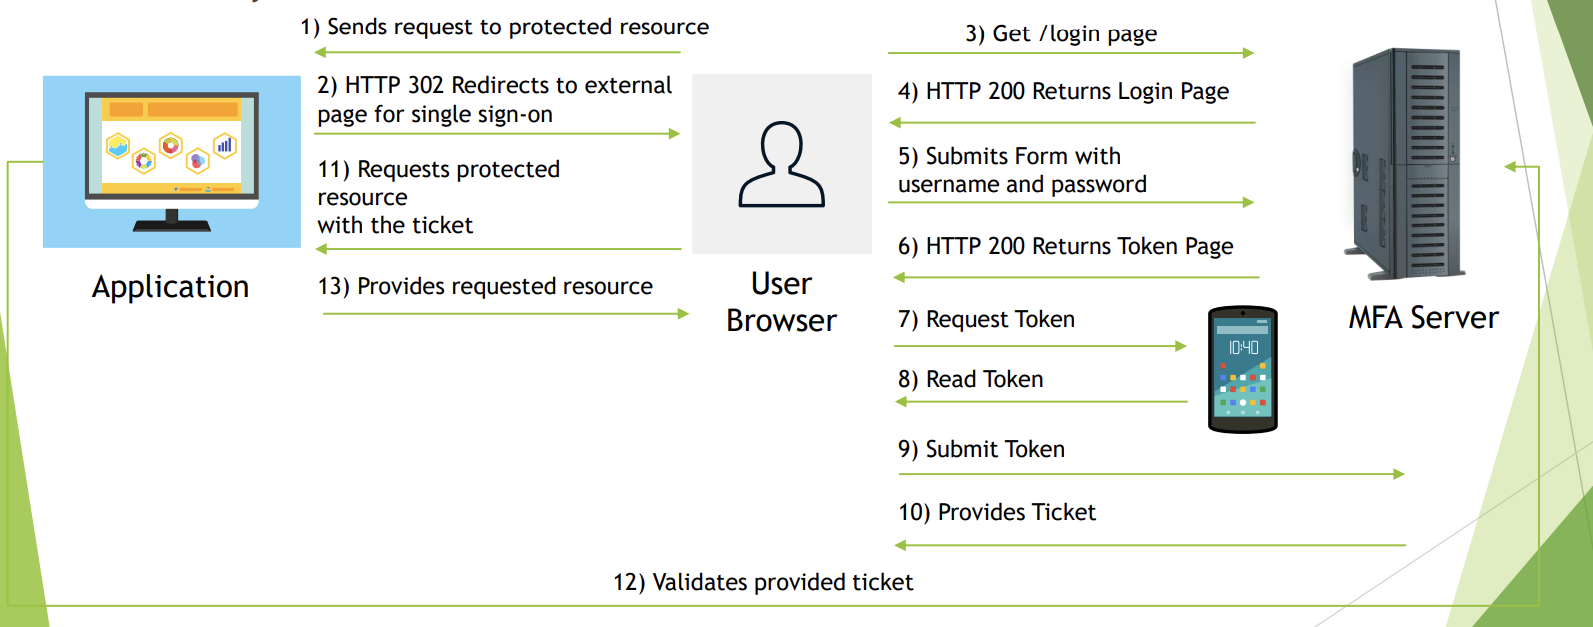 1) Sends request to protected resource
2) HTTP 302 Redirects to external
page for single sign-on
11) Requests protected
resource
with the ticket
13) Provides requested resource
Application
User
Browser
3) Get /login page
4) HTTP 200 Returns Login Page
5) Submits Form with
username and password
6) HTTP 200 Returns Token Page
7) Request Token
10:40
8) Read Token
9) Submit Token
10) Provides Ticket
MFA Server
12) Validates provided ticket